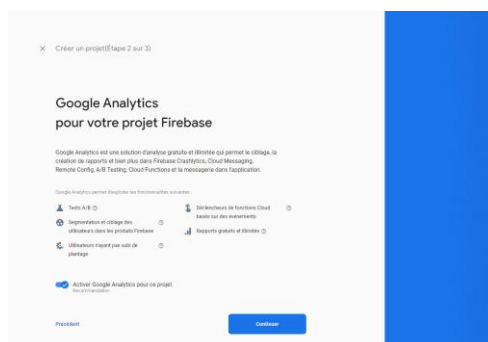 Créer un projet(Étape 2 sur 3)
Google Analytics
pour votre projet Firebase
Google Analytics est une solution d'analyse gratuite et illimitée qui permet le ciblage, la
création de rapports et bien plus dans Firebase Crashlytics, Cloud Messaging,
Remote Config, A/B Testing, Cloud Functions et la messagerie dans l'application.
Google Analytics permet d'exploiter les fonctionnalités suivantes :
Tests A/B
Déclencheurs de fonctions Cloud
basés sur des événements
Segmentation et ciblage des
utilisateurs dans les produits Firebase
Rapports gratuits et illimités
Utilisateurs n'ayant pas subi de
plantage
Activer Google Analytics pour ce projet
Recommandation
Précédent
Continuer